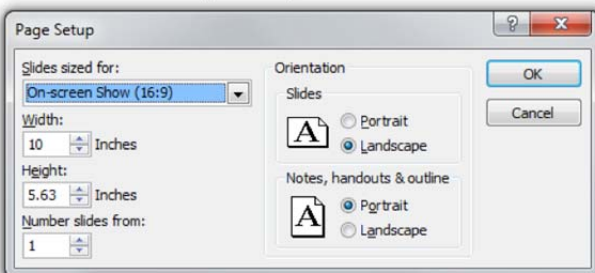 Page Setup
Slides sized for:
On-screen Show (16:9)
Width:
10 Inches
Height:
5.63 Inches
Number slides from:
1
Orientation
Slides
A
Portrait
Landscape
Notes, handouts & outline
A
Portrait
Landscape
OK
Cancel